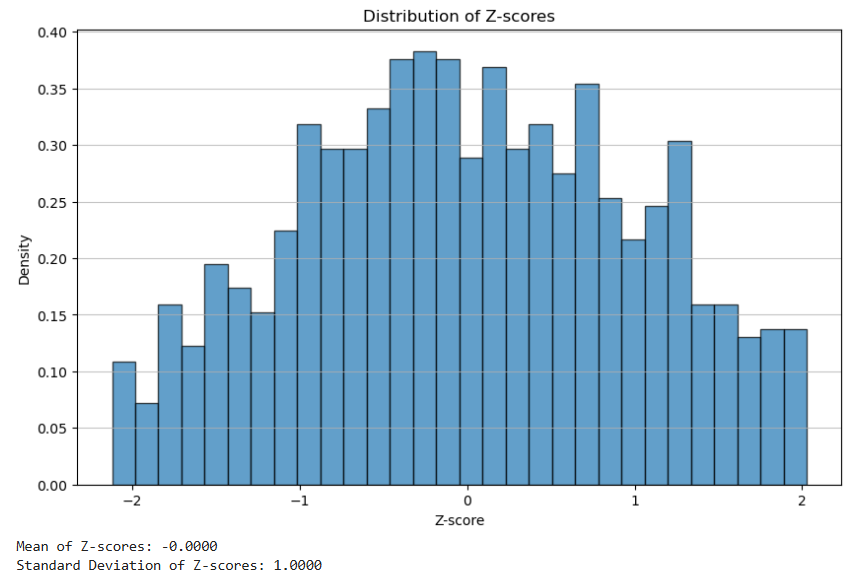 Distribution of Z-scores
0.40
0.35
0.30
0.25
0.20
0.15
0.10
0.05
0.00
Density
−2
−1
0
1
2
Z-score
Mean of Z-scores: -0.0000
Standard Deviation of Z-scores: 1.0000